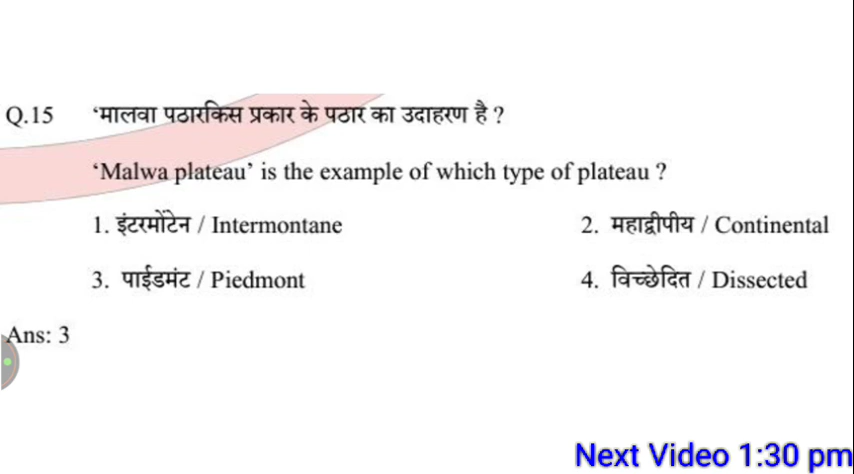 Q.15 ‘मालवा पठारकिस प्रकार के पठार का उदाहरण है ?
‘Malwa plateau’ is the example of which type of plateau ?
1. इंटरमोंटेन / Intermontane 2. महाद्वीपीय / Continental
3. पाईडमंट / Piedmont 4. विच्छेदित / Dissected
Ans: 3
Next Video 1:30 pm